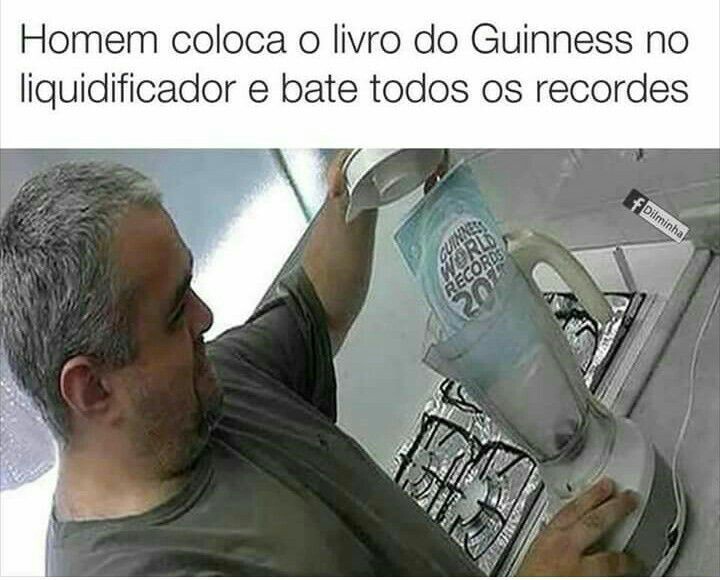 Homem coloca o livro do Guinness no
liquidificador e bate todos os recordes
f Dilminha
GUINNESS
WORLD
RECORDS